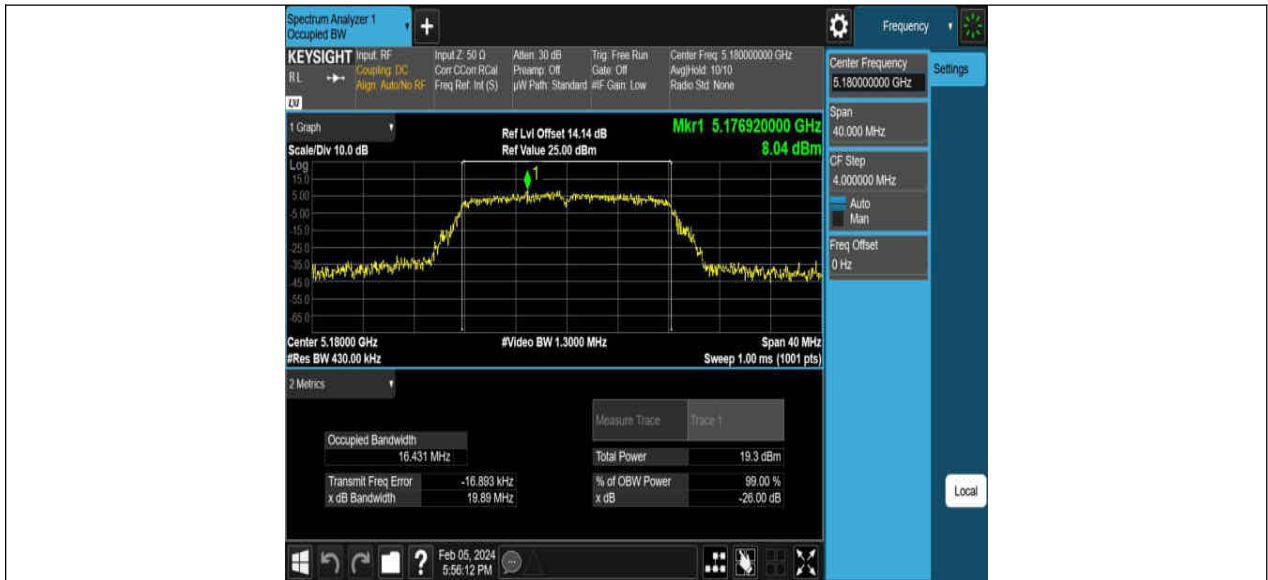 Spectrum Analyzer 1
Occupied BW
+
Frequency
KEYSIGHT
RL
LXI
Input: RF
Coupling: DC
Align: Auto/No RF
Input Z: 50 Ω
Corr CCorr RCal
Freq Ref: Int (S)
Atten: 30 dB
Preamp: Off
µW Path: Standard
Trig: Free Run
Gate: Off
#IF Gain: Low
Center Freq: 5.180000000 GHz
Avg|Hold: 10/10
Radio Std: None
Center Frequency
5.180000000 GHz
Settings
Span
40.000 MHz
CF Step
4.000000 MHz
Auto
Man
Freq Offset
0 Hz
Local
1 Graph
Scale/Div 10.0 dB
Log
Ref Lvl Offset 14.14 dB
Ref Value 25.00 dBm
Mkr1 5.176920000 GHz
8.04 dBm
1
15.0
5.00
-5.00
-15.0
-25.0
-35.0
-45.0
-55.0
-65.0
Center 5.18000 GHz
#Video BW 1.3000 MHz
Span 40 MHz
#Res BW 430.00 kHz
Sweep 1.00 ms (1001 pts)
2 Metrics
Measure Trace
Trace 1
Occupied Bandwidth
16.431 MHz
Total Power
19.3 dBm
Transmit Freq Error
-16.893 kHz
% of OBW Power
99.00 %
x dB Bandwidth
19.89 MHz
x dB
-26.00 dB
?
Feb 05, 2024
5:56:12 PM